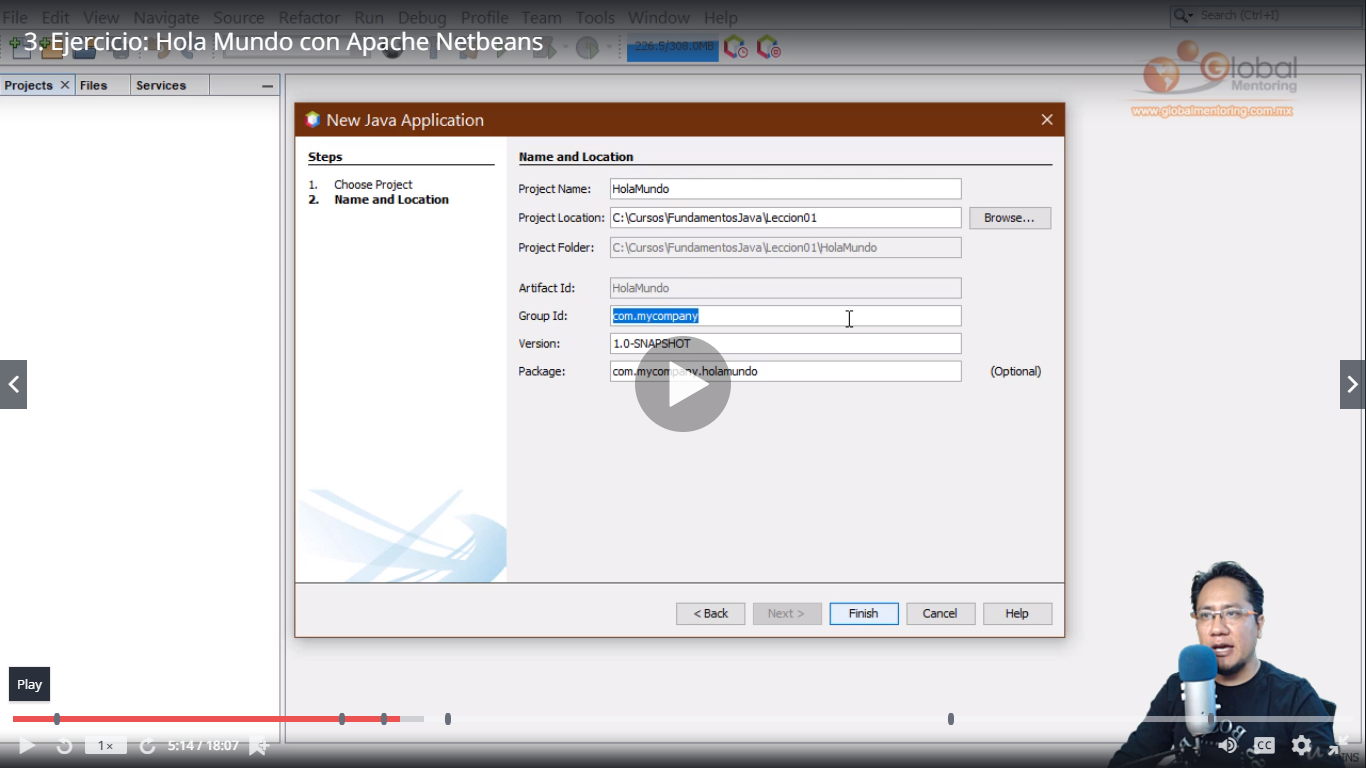 File Edit View Navigate Source Refactor Run Debug Profile Team Tools Window Help
Search (Ctrl+I)
3. Ejercicio: Hola Mundo con Apache Netbeans
226.5/308.0MB
Global
Mentoring
www.globalmentoring.com.mx
Projects Files Services
New Java Application
Steps
1. Choose Project
2. Name and Location
Name and Location
Project Name: HolaMundo
Project Location: C:\Cursos\FundamentosJava\Leccion01 Browse...
Project Folder: C:\Cursos\FundamentosJava\Leccion01\HolaMundo
Artifact Id: HolaMundo
Group Id: com.mycompany
Version: 1.0-SNAPSHOT
Package: com.mycompany.holamundo (Optional)
< Back Next > Finish Cancel Help
Play
1× 5:14 / 18:07 CC
INS